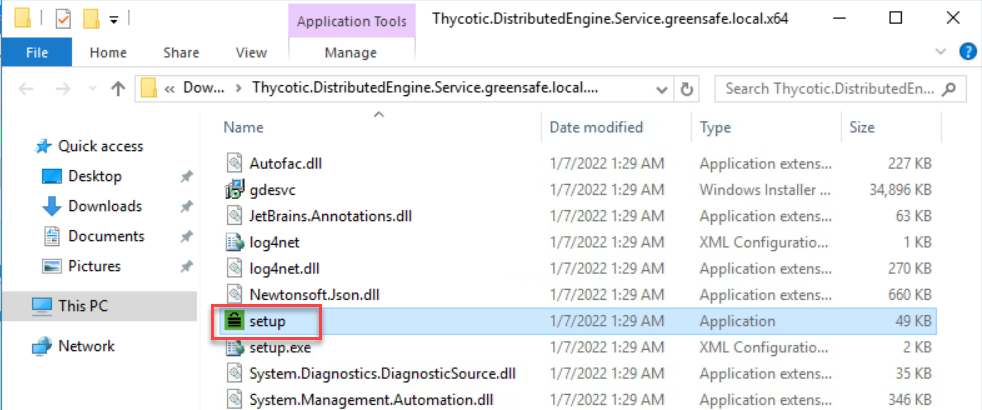 Application Tools Thycotic.DistributedEngine.Service.greensafe.local.x64
File Home Share View Manage
« Dow... > Thycotic.DistributedEngine.Service.greensafe.local.... Search Thycotic.DistributedEn...
Name Date modified Type Size
Quick access
Desktop
Downloads
Documents
Pictures
This PC
Network
Autofac.dll 1/7/2022 1:29 AM Application extens... 227 KB
gdesvc 1/7/2022 1:29 AM Windows Installer ... 34,896 KB
JetBrains.Annotations.dll 1/7/2022 1:29 AM Application extens... 63 KB
log4net 1/7/2022 1:29 AM XML Configuratio... 1 KB
log4net.dll 1/7/2022 1:29 AM Application extens... 270 KB
Newtonsoft.Json.dll 1/7/2022 1:29 AM Application extens... 660 KB
setup 1/7/2022 1:29 AM Application 49 KB
setup.exe 1/7/2022 1:29 AM XML Configuratio... 2 KB
System.Diagnostics.DiagnosticSource.dll 1/7/2022 1:29 AM Application extens... 35 KB
System.Management.Automation.dll 1/7/2022 1:29 AM Application extens... 346 KB